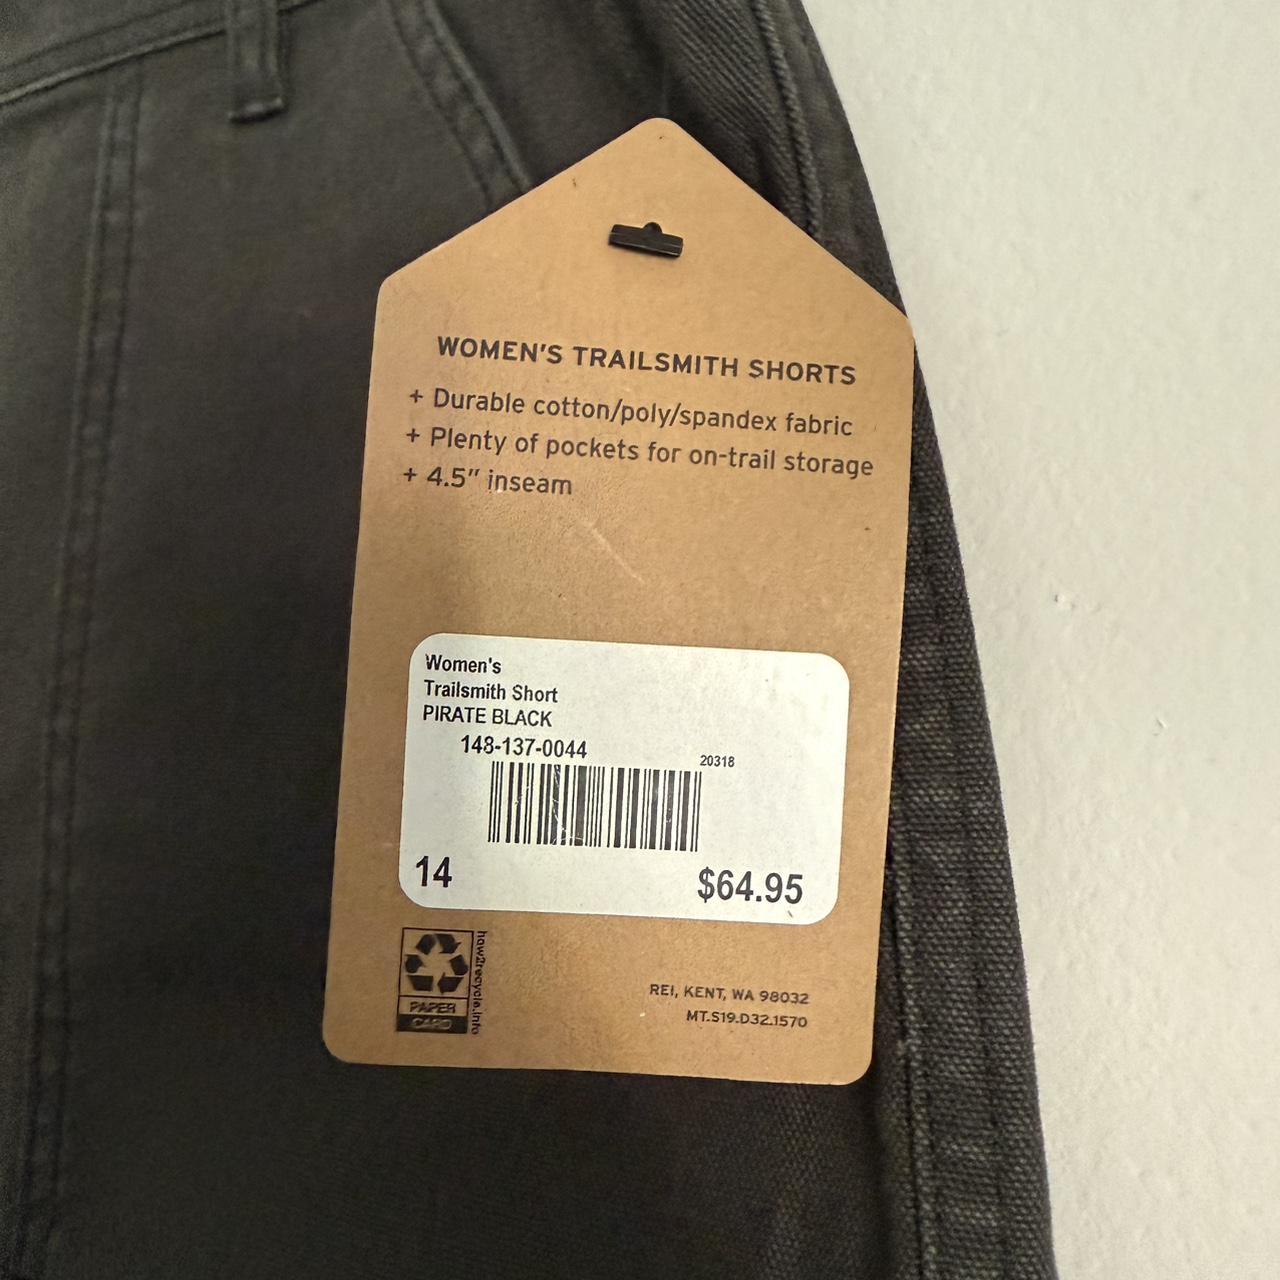 WOMEN'S TRAILSMITH SHORTS
+ Durable cotton/poly/spandex fabric
+ Plenty of pockets for on-trail storage
+ 4.5" inseam
Women's
Trailsmith Short
PIRATE BLACK
148-137-0044
20318
14
$64.95
how2recycle.info
PAPER
CARD
REI, KENT, WA 98032
MT.S19.D32.1570